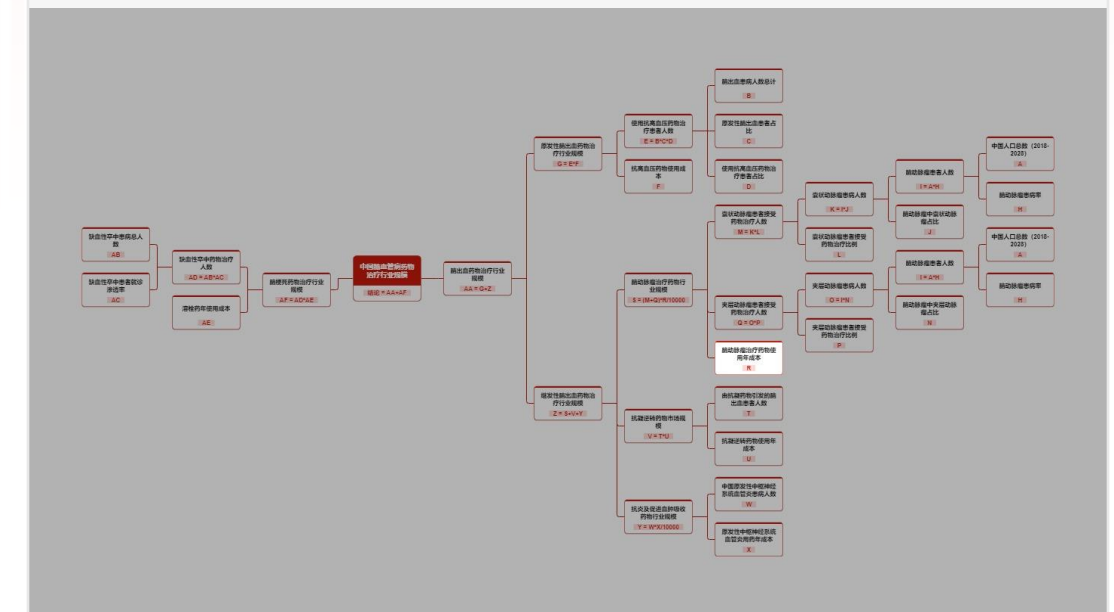 脑出血患病人数总计
B
使用抗高血压药物治
疗患者人数
E = B*C*D
原发性脑出血患者占
比
C
原发性脑出血药物治
疗行业规模
G = E*F
抗高血压药物使用成
本
F
使用抗高血压药物治
疗患者占比
D
中国人口总数（2018-
2028）
A
脑动脉瘤患者人数
I = A*H
脑动脉瘤患病率
H
囊状动脉瘤患病人数
K = I*J
脑动脉瘤中囊状动脉
瘤占比
J
囊状动脉瘤患者接受
药物治疗人数
M = K*L
囊状动脉瘤患者接受
药物治疗比例
L
缺血性卒中患病总人
数
AB
缺血性卒中药物治疗
人数
AD = AB*AC
缺血性卒中患者就诊
渗透率
AC
溶栓药年使用成本
AE
脑梗死药物治疗行业
规模
AF = AD*AE
中国脑血管病药物
治疗行业规模
结论 = AA+AF
脑出血药物治疗行业
规模
AA = G+Z
脑动脉瘤治疗药物行
业规模
S = (M+Q)*R/10000
中国人口总数（2018-
2028）
A
脑动脉瘤患者人数
I = A*H
脑动脉瘤患病率
H
夹层动脉瘤患病人数
O = I*N
脑动脉瘤中夹层动脉
瘤占比
N
夹层动脉瘤患者接受
药物治疗人数
Q = O*P
夹层动脉瘤患者接受
药物治疗比例
P
脑动脉瘤治疗药物使
用年成本
R
继发性脑出血药物治
疗行业规模
Z = S+V+Y
由抗凝药物引发的脑
出血患者人数
T
抗凝逆转药物市场规
模
V = T*U
抗凝逆转药物使用年
成本
U
中国原发性中枢神经
系统血管炎患病人数
W
抗炎及促进血肿吸收
药物行业规模
Y = W*X/10000
原发性中枢神经系统
血管炎用药年成本
X